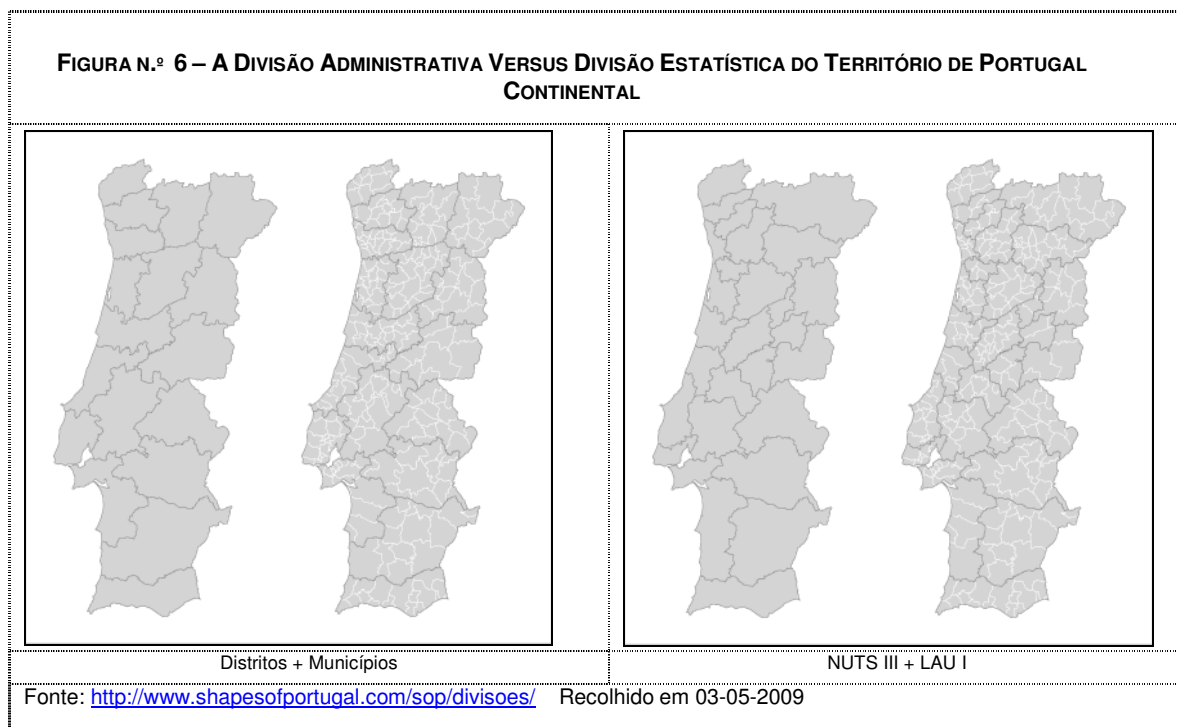 FIGURA N.º 6 – A DIVISÃO ADMINISTRATIVA VERSUS DIVISÃO ESTATÍSTICA DO TERRITÓRIO DE PORTUGAL
CONTINENTAL
Distritos + Municípios
NUTS III + LAU I
Fonte: http://www.shapesofportugal.com/sop/divisoes/ Recolhido em 03-05-2009